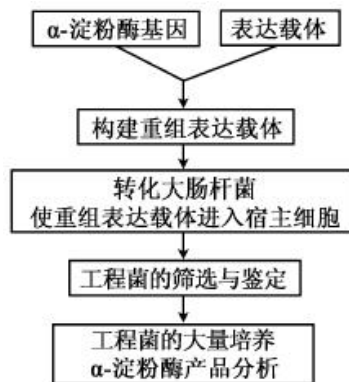 α-淀粉酶基因
表达载体
构建重组表达载体
转化大肠杆菌
使重组表达载体进入宿主细胞
工程菌的筛选与鉴定
工程菌的大量培养
α-淀粉酶产品分析